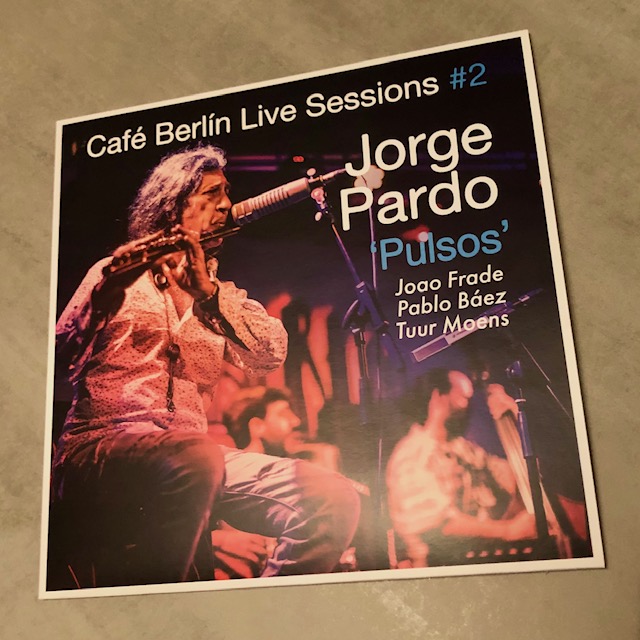 Café Berlín Live Sessions #2
Jorge
Pardo
‘Pulsos’
Joao Frade
Pablo Báez
Tuur Moens